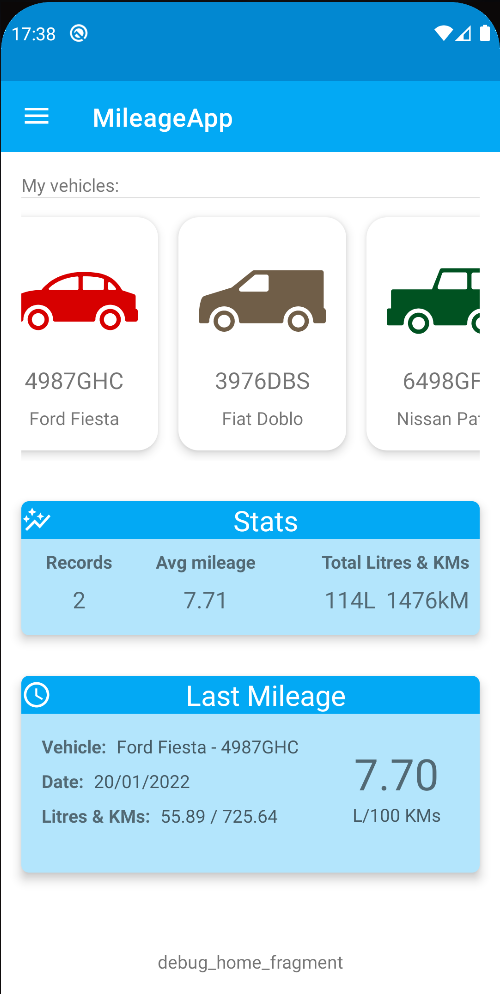 17:38
MileageApp
My vehicles:
4987GHC 3976DBS 6498GF
Ford Fiesta Fiat Doblo Nissan Pat
Stats
Records Avg mileage Total Litres & KMs
2 7.71 114L 1476kM
Last Mileage
Vehicle: Ford Fiesta - 4987GHC
Date: 20/01/2022
Litres & KMs: 55.89 / 725.64
7.70
L/100 KMs
debug_home_fragment